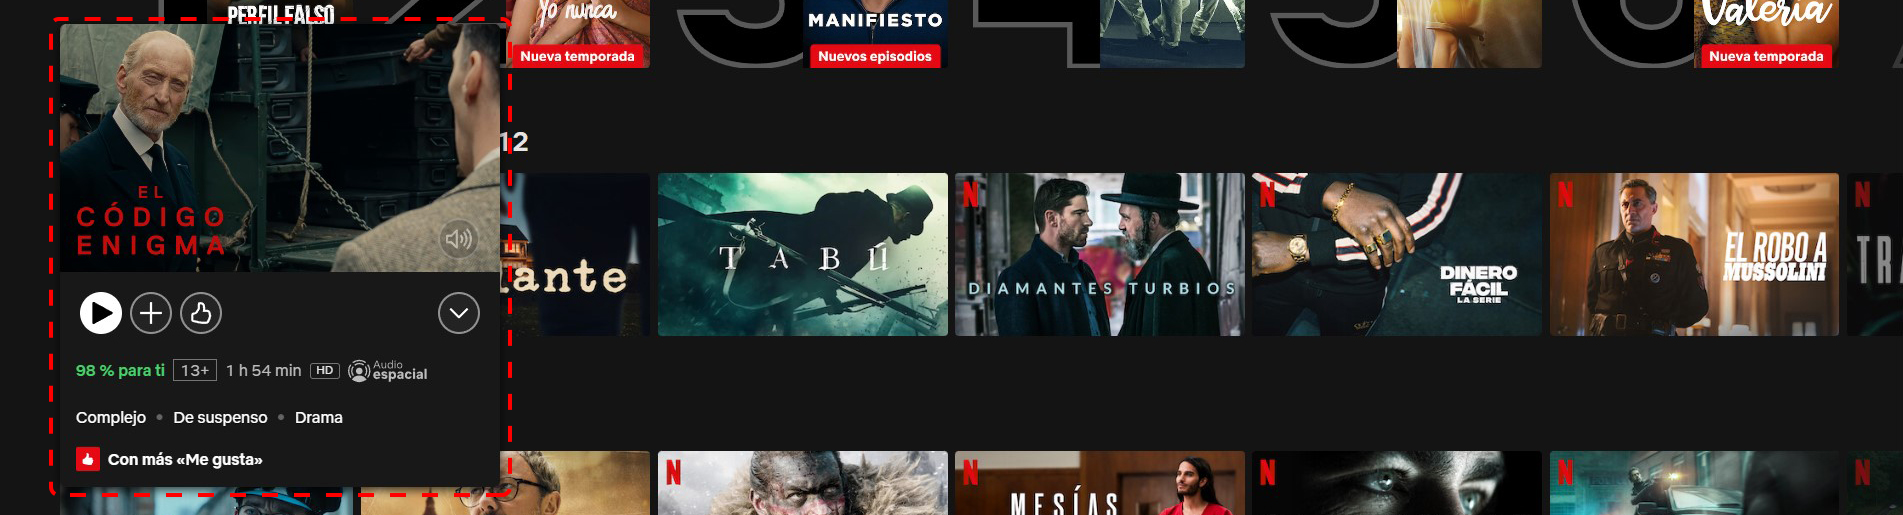 PERFIL FALSO
Yo nunca
Nueva temporada
MANIFIESTO
Nuevos episodios
Valeria
Nueva temporada
EL
CÓDIGO
ENIGMA
98 % para ti 13+ 1 h 54 min HD Audio espacial
Complejo • De suspenso • Drama
Con más «Me gusta»
12
TABÚ
DIAMANTES TURBIOS
DINERO
FÁCIL
LA SERIE
EL ROBO A
MUSSOLINI
MESÍAS